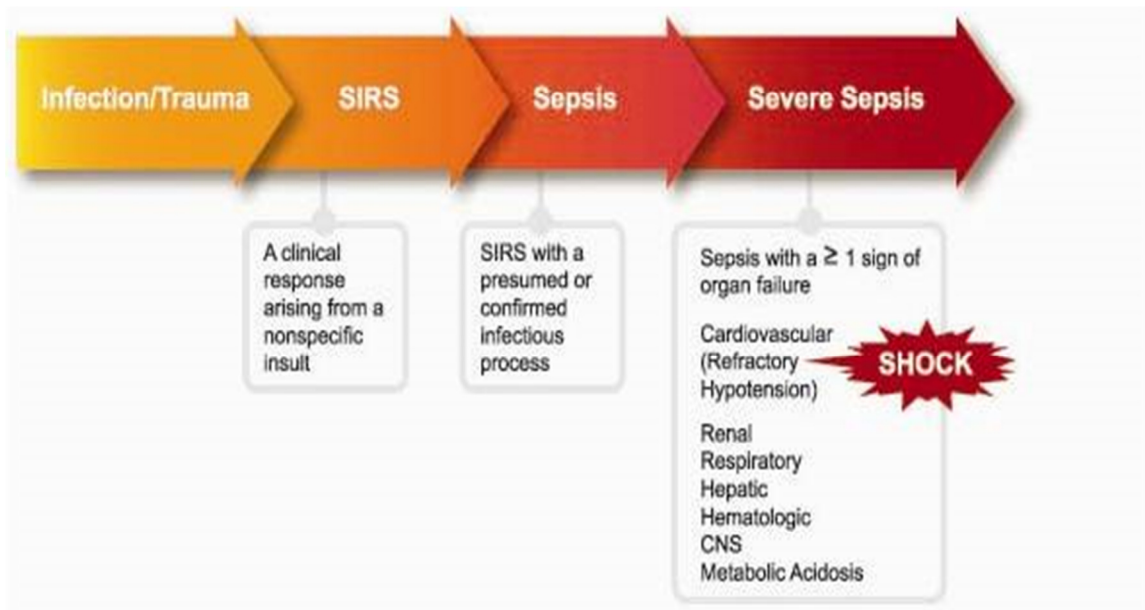 Infection/Trauma
SIRS
Sepsis
Severe Sepsis
A clinical
response
arising from a
nonspecific
insult
SIRS with a
presumed or
confirmed
infectious
process
Sepsis with a ≥ 1 sign of
organ failure
Cardiovascular
(Refractory
Hypotension)
SHOCK
Renal
Respiratory
Hepatic
Hematologic
CNS
Metabolic Acidosis